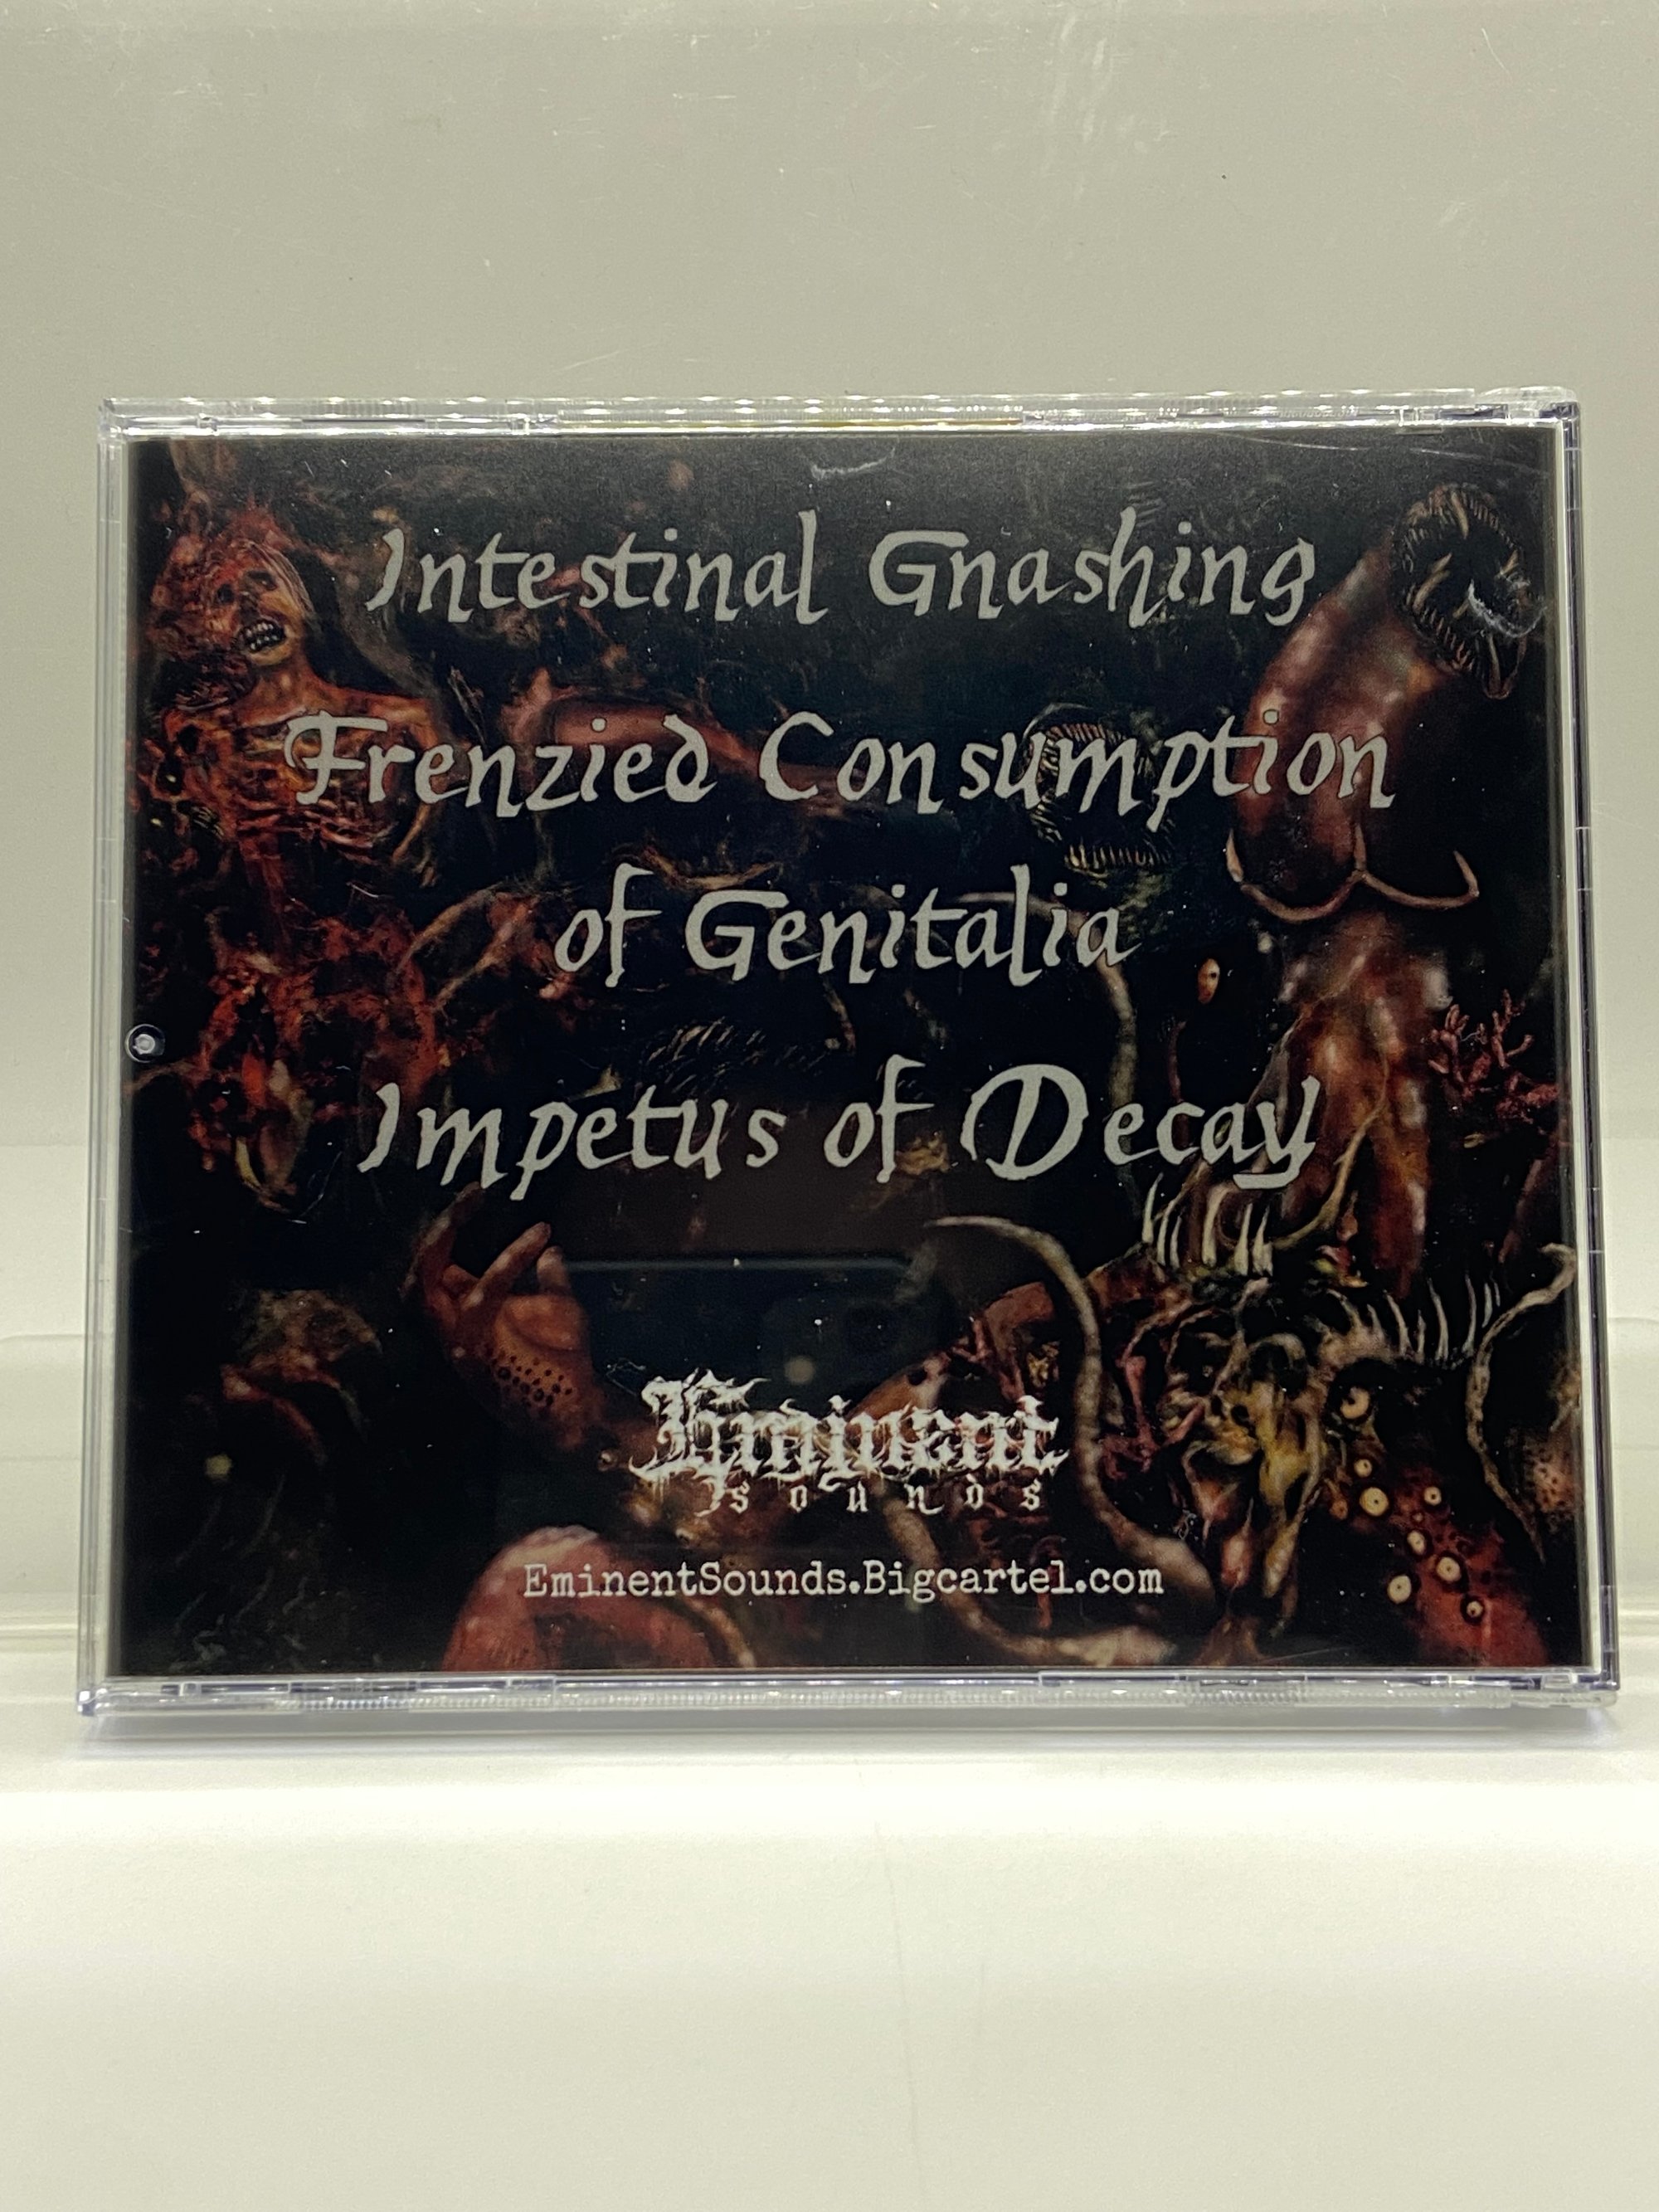 Intestinal Gnashing
Frenzied Consumption
of Genitalia
Impetus of Decay
Eminent
sounds
EminentSounds.Bigcartel.com